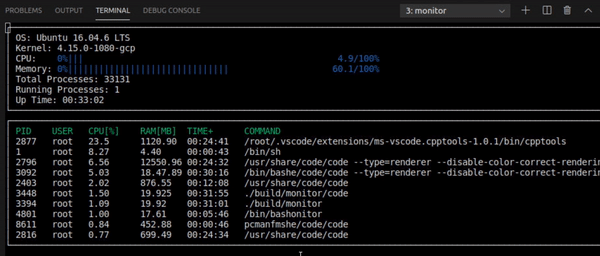 PROBLEMS OUTPUT TERMINAL DEBUG CONSOLE 3: monitor
OS: Ubuntu 16.04.6 LTS
Kernel: 4.15.0-1080-gcp
CPU: 0%||| 4.9/100%
Memory: 0%|||||||||||||||||||||||||||||||| 60.1/100%
Total Processes: 33131
Running Processes: 1
Up Time: 00:33:02
PID USER CPU[%] RAM[MB] TIME+ COMMAND
2877 root 23.5 1120.90 00:24:41 /root/.vscode/extensions/ms-vscode.cpptools-1.0.1/bin/cpptools
1 root 8.27 4.40 00:00:43 /bin/sh
2796 root 6.56 12550.96 00:24:32 /usr/share/code/code --type=renderer --disable-color-correct-renderin
3092 root 5.03 18.47.89 00:30:16 /bin/bashe/code/code --type=renderer --disable-color-correct-renderin
2403 root 2.02 876.55 00:12:08 /usr/share/code/code
3448 root 1.50 19.925 00:31:55 ./build/monitor/code
3394 root 1.09 19.92 00:31:01 ./build/monitor
4801 root 1.00 17.61 00:05:46 /bin/bashonitor
8611 root 0.84 452.88 00:00:46 pcmanfmshe/code/code
2816 root 0.77 699.49 00:24:34 /usr/share/code/code